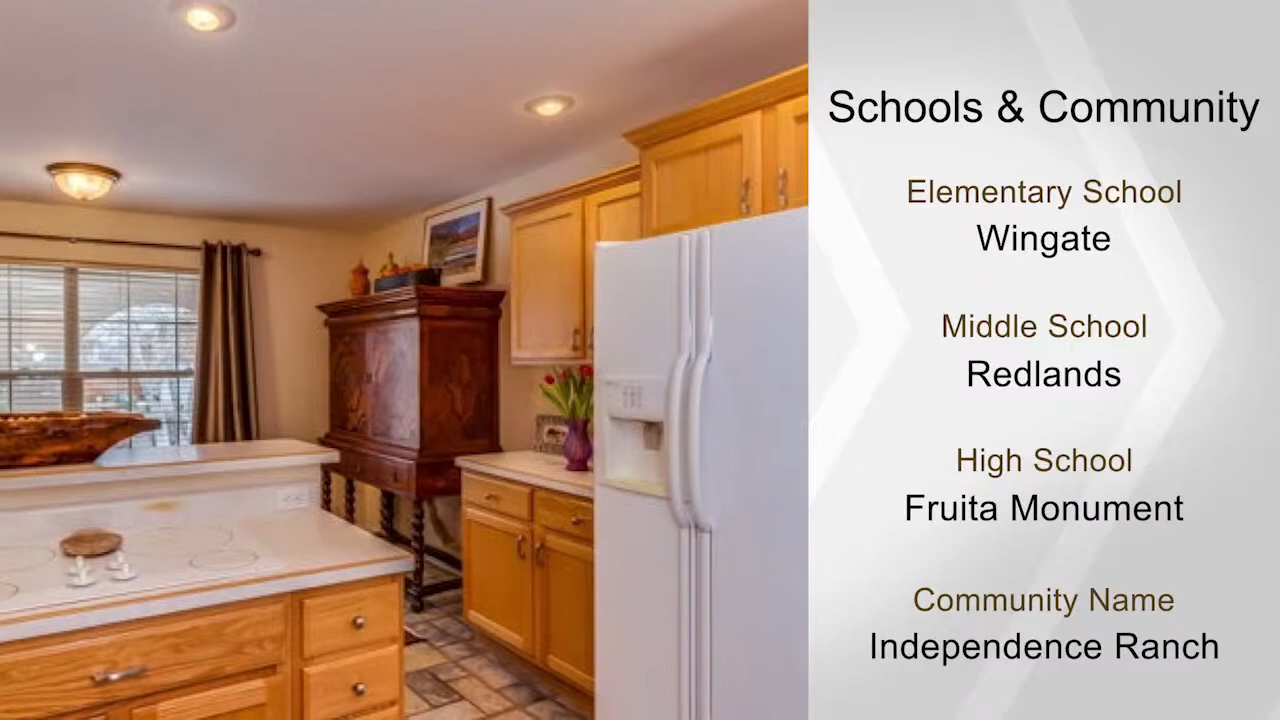 Schools & Community
Elementary School
Wingate
Middle School
Redlands
High School
Fruita Monument
Community Name
Independence Ranch